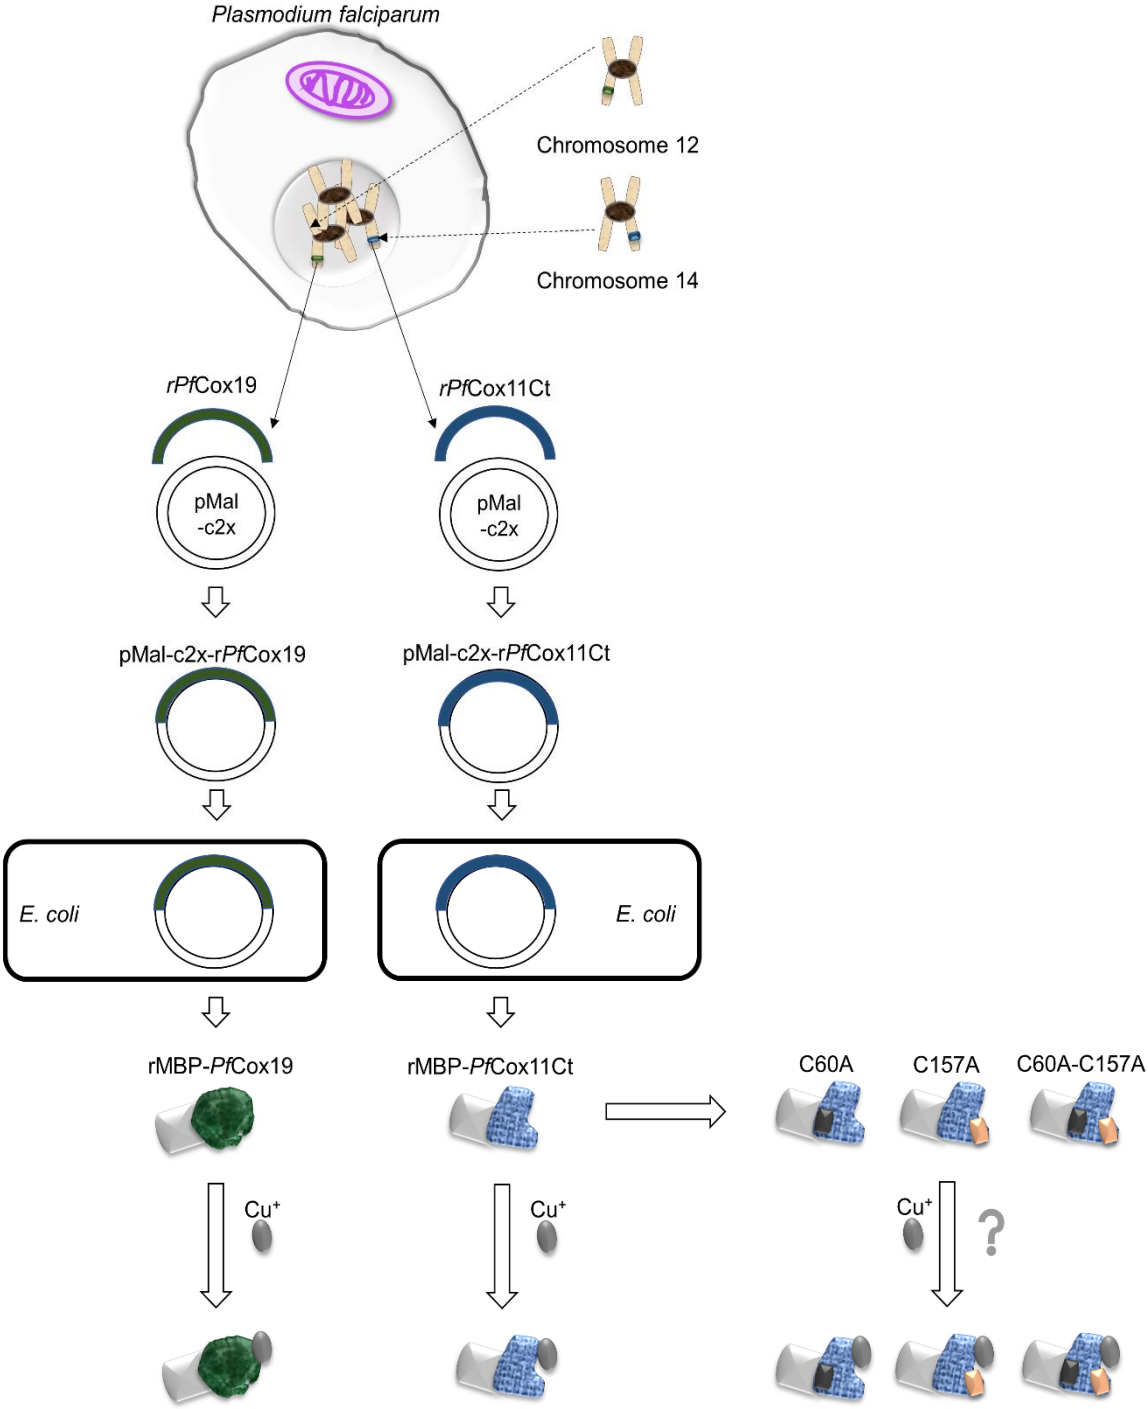 Plasmodium falciparum
Chromosome 12
Chromosome 14
rPfCox19
rPfCox11Ct
pMal
-c2x
pMal
-c2x
pMal-c2x-rPfCox19
pMal-c2x-rPfCox11Ct
E. coli
E. coli
rMBP-PfCox19
rMBP-PfCox11Ct
C60A
C157A
C60A-C157A
Cu⁺
Cu⁺
Cu⁺
?